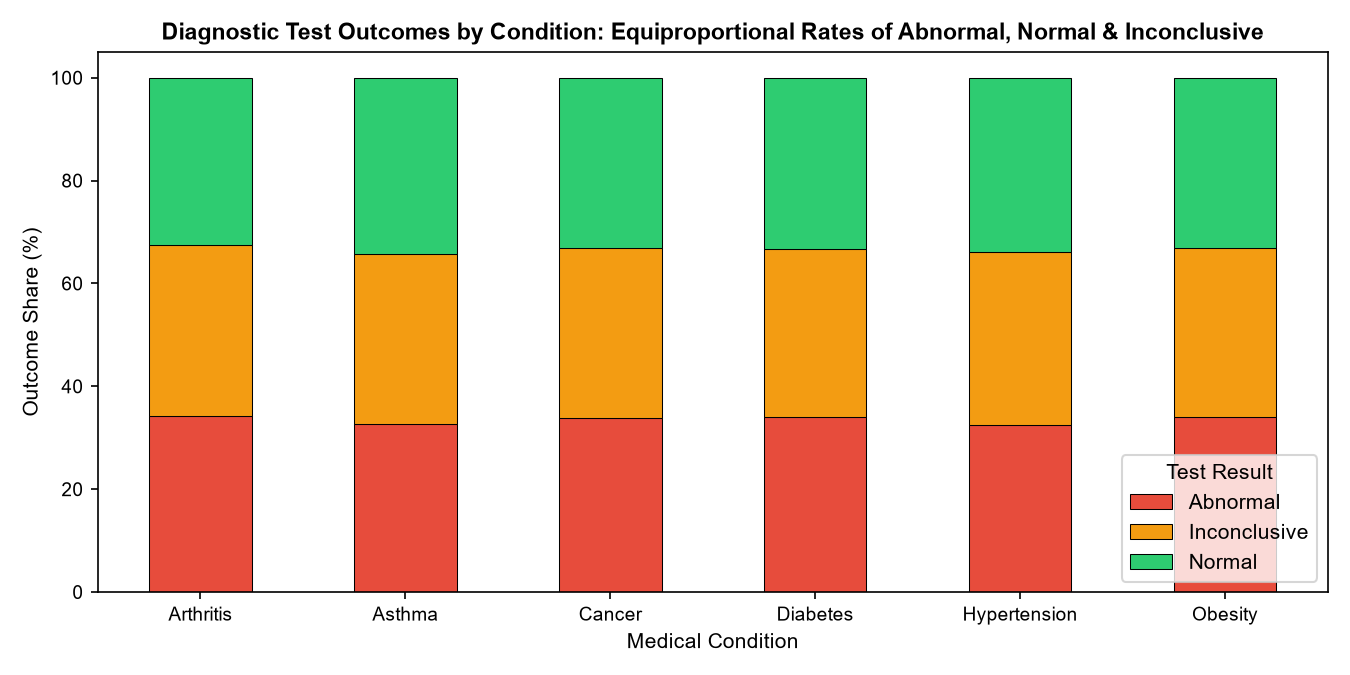 Diagnostic Test Outcomes by Condition: Equiproportional Rates of Abnormal, Normal & Inconclusive
Outcome Share (%)
100
80
60
40
20
0
Test Result
Abnormal
Inconclusive
Normal
Arthritis
Asthma
Cancer
Diabetes
Hypertension
Obesity
Medical Condition